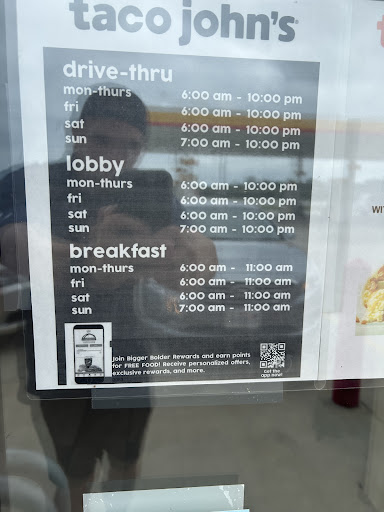 taco john's®
drive-thru
mon-thurs 6:00 am - 10:00 pm
fri 6:00 am - 10:00 pm
sat 6:00 am - 10:00 pm
sun 7:00 am - 10:00 pm
lobby
mon-thurs 6:00 am - 10:00 pm
fri 6:00 am - 10:00 pm
sat 6:00 am - 10:00 pm
sun 7:00 am - 10:00 pm
breakfast
mon-thurs 6:00 am - 11:00 am
fri 6:00 am - 11:00 am
sat 6:00 am - 11:00 am
sun 7:00 am - 11:00 am
Join Bigger Bolder Rewards and earn points
for FREE FOOD! Receive personalized offers,
exclusive rewards, and more.
Get the
app now!